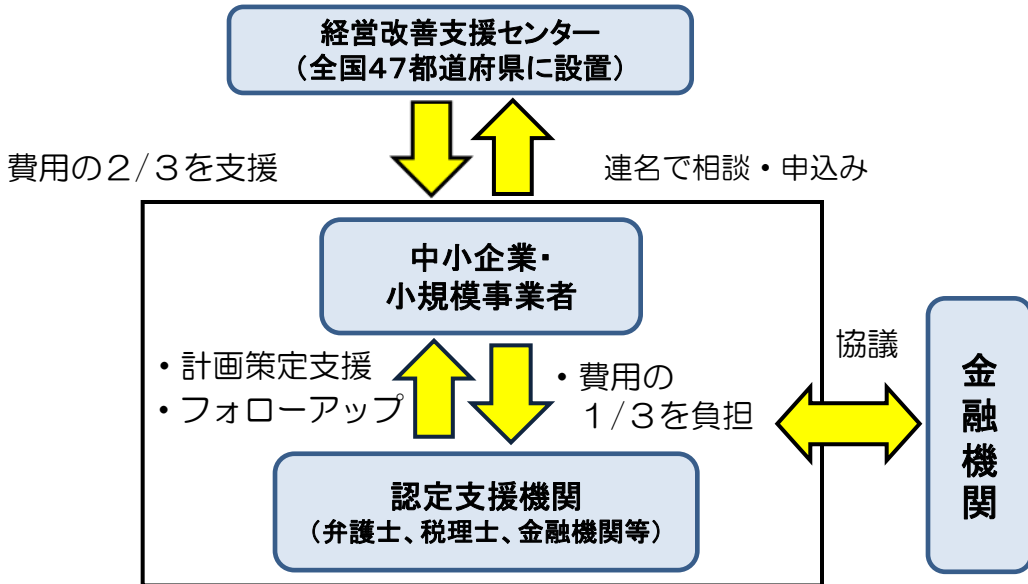 経営改善支援センター
（全国４７都道府県に設置）
費用の２/３を支援
連名で相談・申込み
中小企業・
小規模事業者
・計画策定支援
・フォローアップ
・費用の
１/３を負担
協議
金融機関
認定支援機関
（弁護士、税理士、金融機関等）